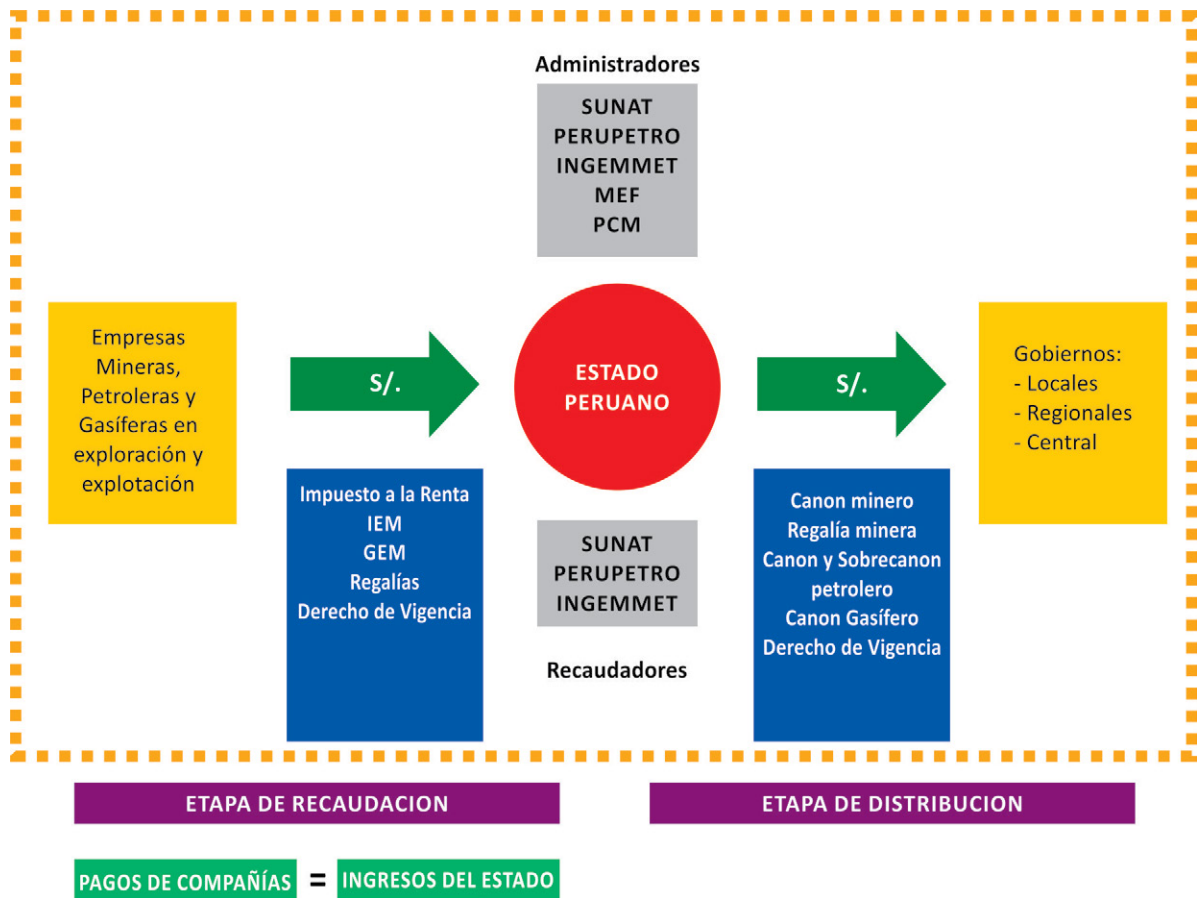 Administradores
SUNAT
PERUPETRO
INGEMMET
MEF
PCM
Empresas
Mineras,
Petroleras y
Gasíferas en
exploración y
explotación
S/.
ESTADO
PERUANO
S/.
Gobiernos:
- Locales
- Regionales
- Central
Impuesto a la Renta
IEM
GEM
Regalías
Derecho de Vigencia
SUNAT
PERUPETRO
INGEMMET
Recaudadores
Canon minero
Regalía minera
Canon y Sobrecanon
petrolero
Canon Gasífero
Derecho de Vigencia
ETAPA DE RECAUDACION
ETAPA DE DISTRIBUCION
PAGOS DE COMPAÑÍAS = INGRESOS DEL ESTADO